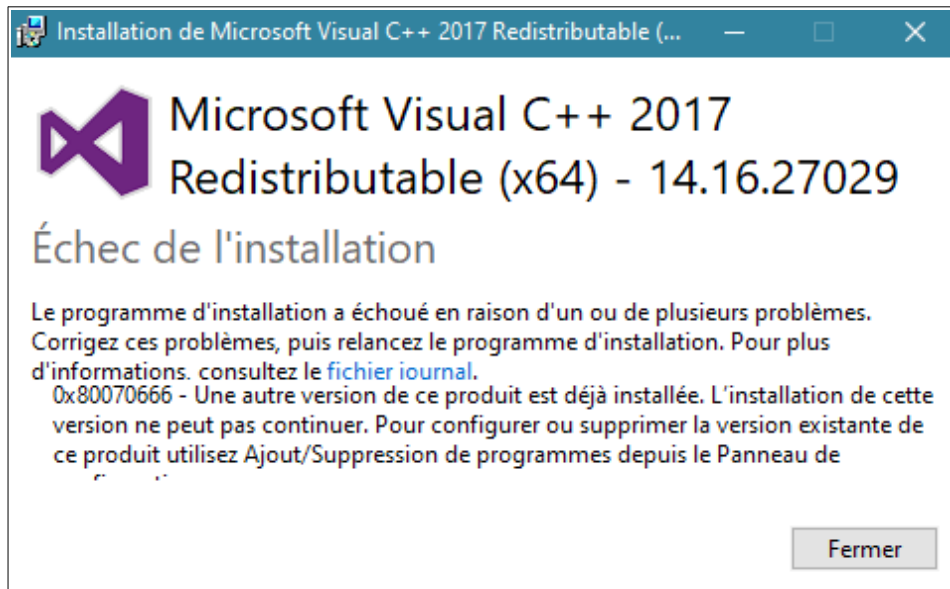 Installation de Microsoft Visual C++ 2017 Redistributable (...
Microsoft Visual C++ 2017
Redistributable (x64) - 14.16.27029
Échec de l'installation
Le programme d'installation a échoué en raison d'un ou de plusieurs problèmes.
Corrigez ces problèmes, puis relancez le programme d'installation. Pour plus
d'informations. consultez le fichier iournal.
0x80070666 - Une autre version de ce produit est déjà installée. L'installation de cette
version ne peut pas continuer. Pour configurer ou supprimer la version existante de
ce produit utilisez Ajout/Suppression de programmes depuis le Panneau de
Fermer